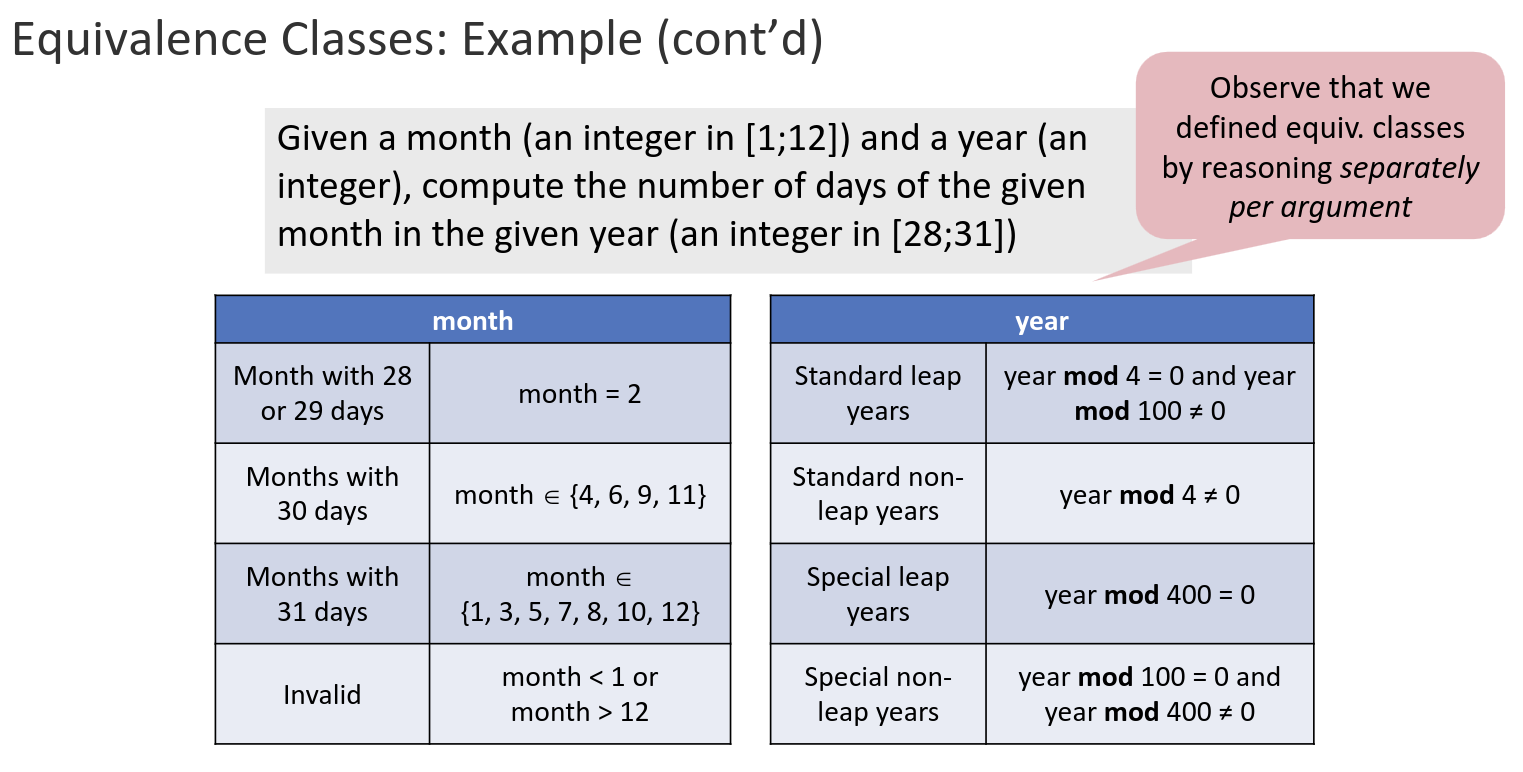 Equivalence Classes: Example (cont’d)
Observe that we
defined equiv. classes
by reasoning separately
per argument
Given a month (an integer in [1;12]) and a year (an
integer), compute the number of days of the given
month in the given year (an integer in [28;31])
month
Month with 28
or 29 days
month = 2
Months with
30 days
month ∈ {4, 6, 9, 11}
Months with
31 days
month ∈
{1, 3, 5, 7, 8, 10, 12}
Invalid
month < 1 or
month > 12
year
Standard leap
years
year mod 4 = 0 and year
mod 100 ≠ 0
Standard non-
leap years
year mod 4 ≠ 0
Special leap
years
year mod 400 = 0
Special non-
leap years
year mod 100 = 0 and
year mod 400 ≠ 0